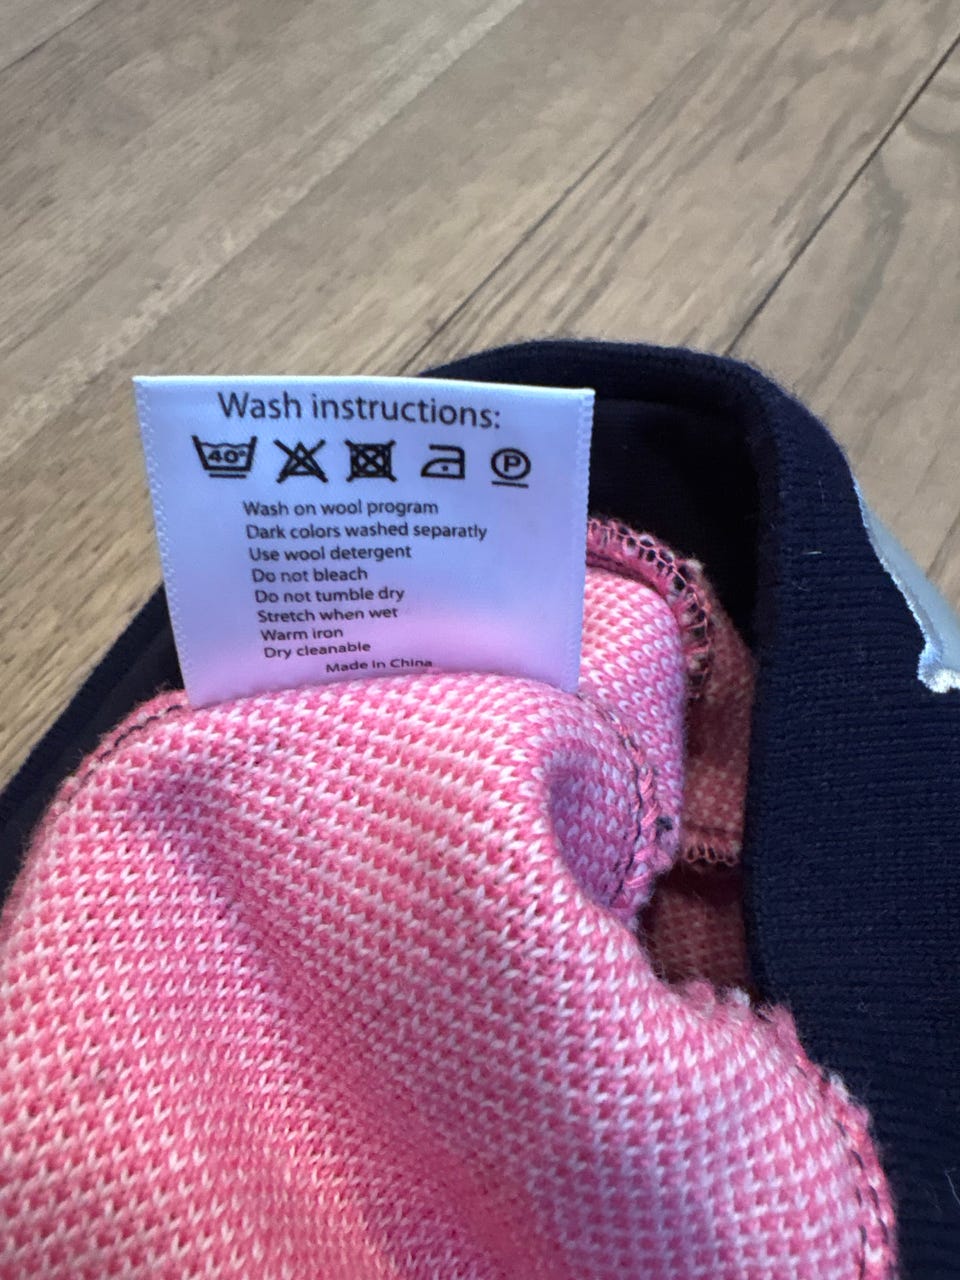 Wash instructions:
40° P
Wash on wool program
Dark colors washed separatly
Use wool detergent
Do not bleach
Do not tumble dry
Stretch when wet
Warm iron
Dry cleanable
Made in China